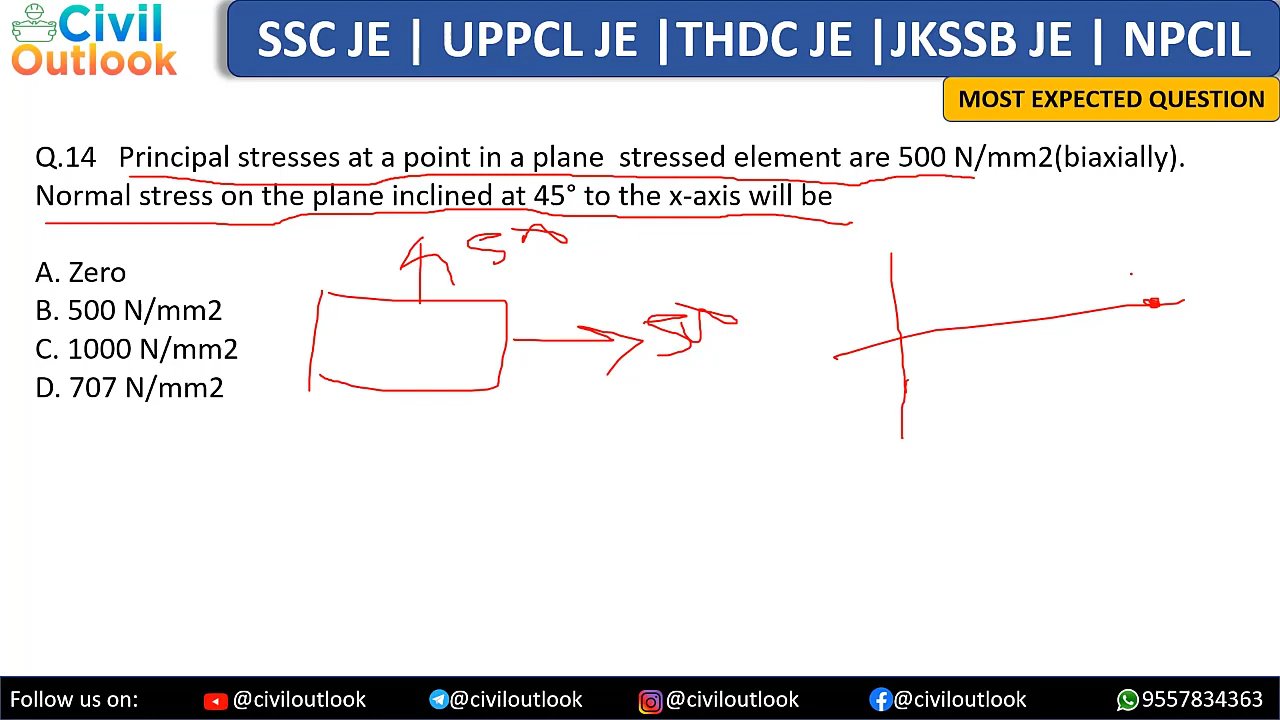 Civil
Outlook
SSC JE | UPPCL JE |THDC JE |JKSSB JE | NPCIL
MOST EXPECTED QUESTION
Q.14 Principal stresses at a point in a plane stressed element are 500 N/mm2(biaxially).
Normal stress on the plane inclined at 45° to the x-axis will be
A. Zero
B. 500 N/mm2
C. 1000 N/mm2
D. 707 N/mm2
Follow us on: @civiloutlook @civiloutlook @civiloutlook @civiloutlook 9557834363